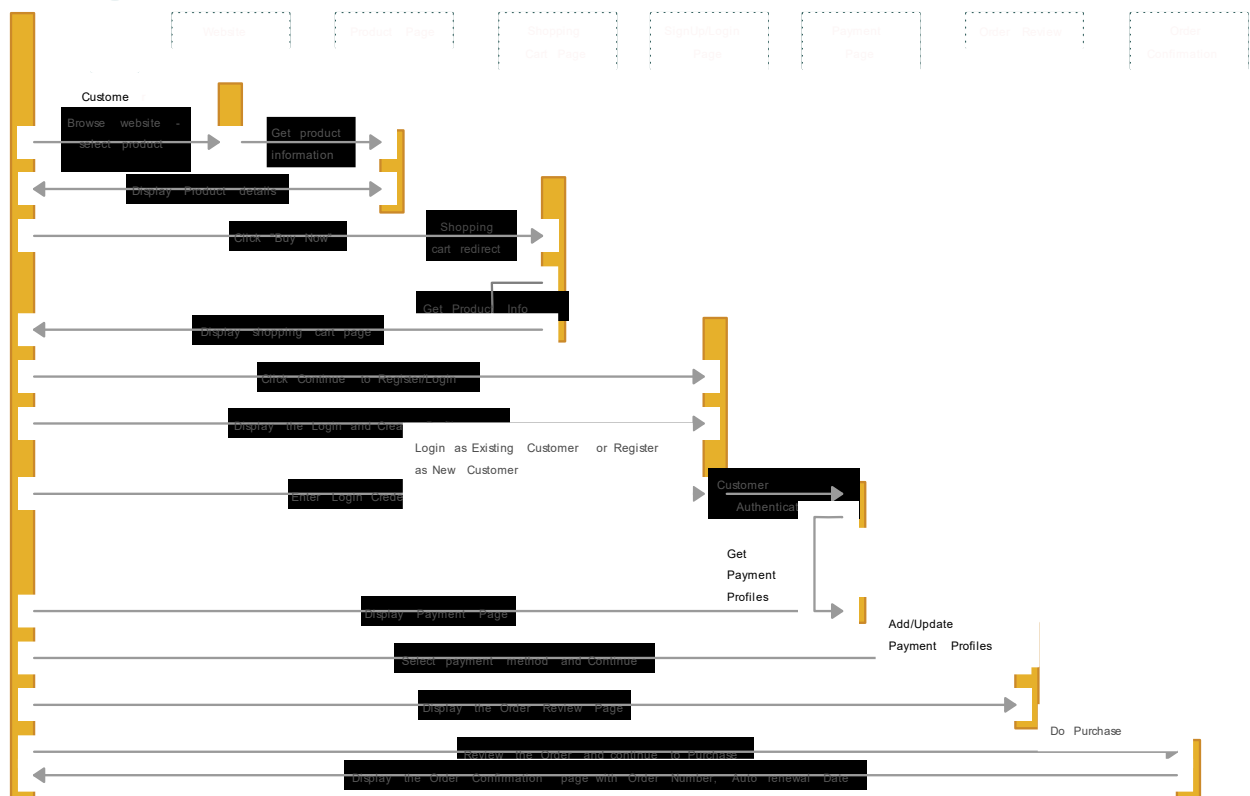 Website
Product Page
Shopping
Cart Page
SignUp/Login
Page
Payment
Page
Order Review
Order
Confirmation
Custome
Browse website -
select product
Get product
information
Display Product details
Click "Buy Now"
Shopping
cart redirect
Get Product Info
Display shopping cart page
Click Continue to Register/Login
Display the Login and Crea
Login as Existing Customer or Register
as New Customer
Enter Login Crede
Customer
Authenticat
Get
Payment
Profiles
Display Payment Page
Add/Update
Payment Profiles
Select payment method and Continue
Display the Order Review Page
Do Purchase
Review the Order and continue to Purchase
Display the Order Confirmation page with Order Number, Auto renewal Date